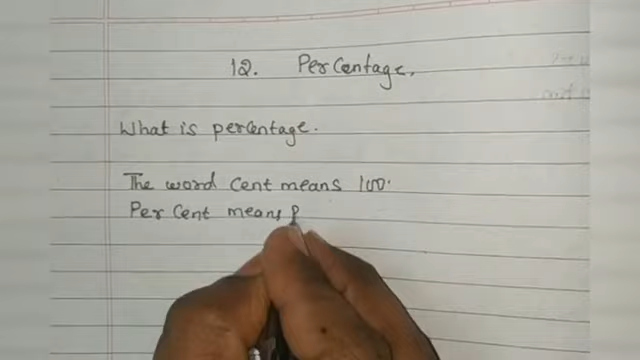 12. Percentage.
What is percentage.
The word Cent means 100.
Per Cent means P